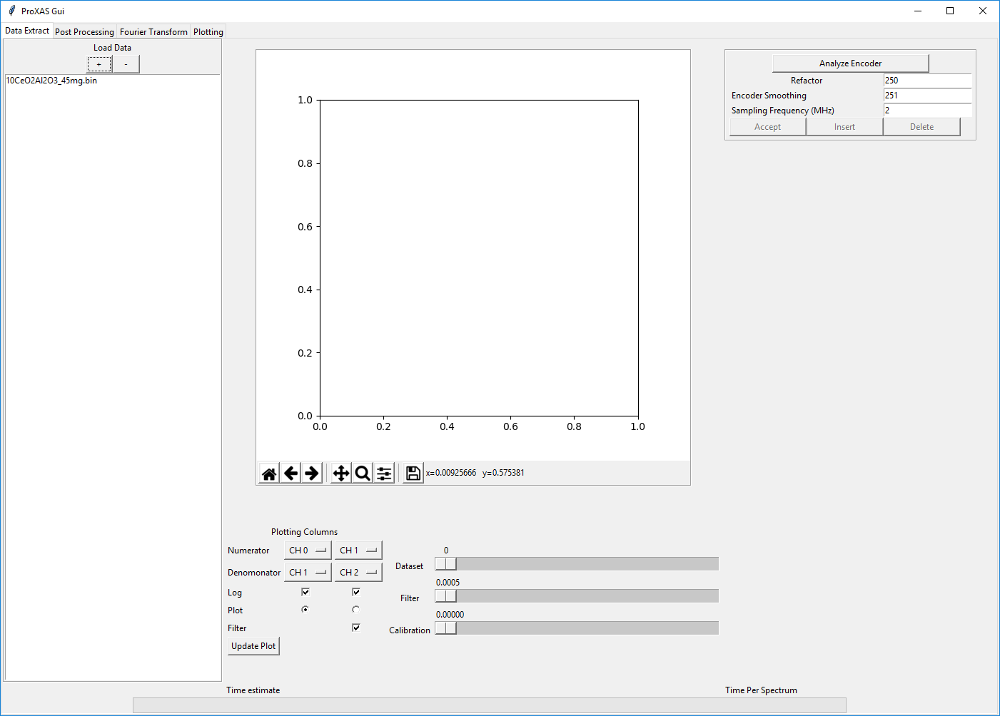 ProXAS Gui
Data Extract Post Processing Fourier Transform Plotting
Load Data
+ -
10CeO2Al2O3_45mg.bin
1.0
0.8
0.6
0.4
0.2
0.0
0.0 0.2 0.4 0.6 0.8 1.0
x=0.00925666 y=0.575381
Analyze Encoder
Refactor 250
Encoder Smoothing 251
Sampling Frequency (MHz) 2
Accept Insert Delete
Plotting Columns
Numerator CH 0 CH 1
Denomonator CH 1 CH 2
Log
Plot
Filter
Update Plot
0
Dataset
0.0005
Filter
0.00000
Calibration
Time estimate
Time Per Spectrum